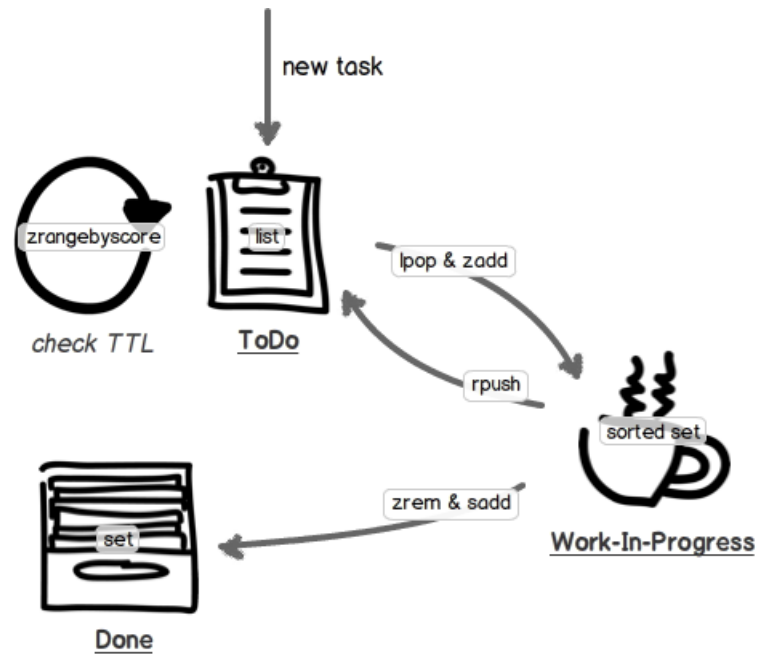 new task
zrangebyscore
list
lpop & zadd
check TTL
ToDo
rpush
sorted set
zrem & sadd
set
Work-In-Progress
Done